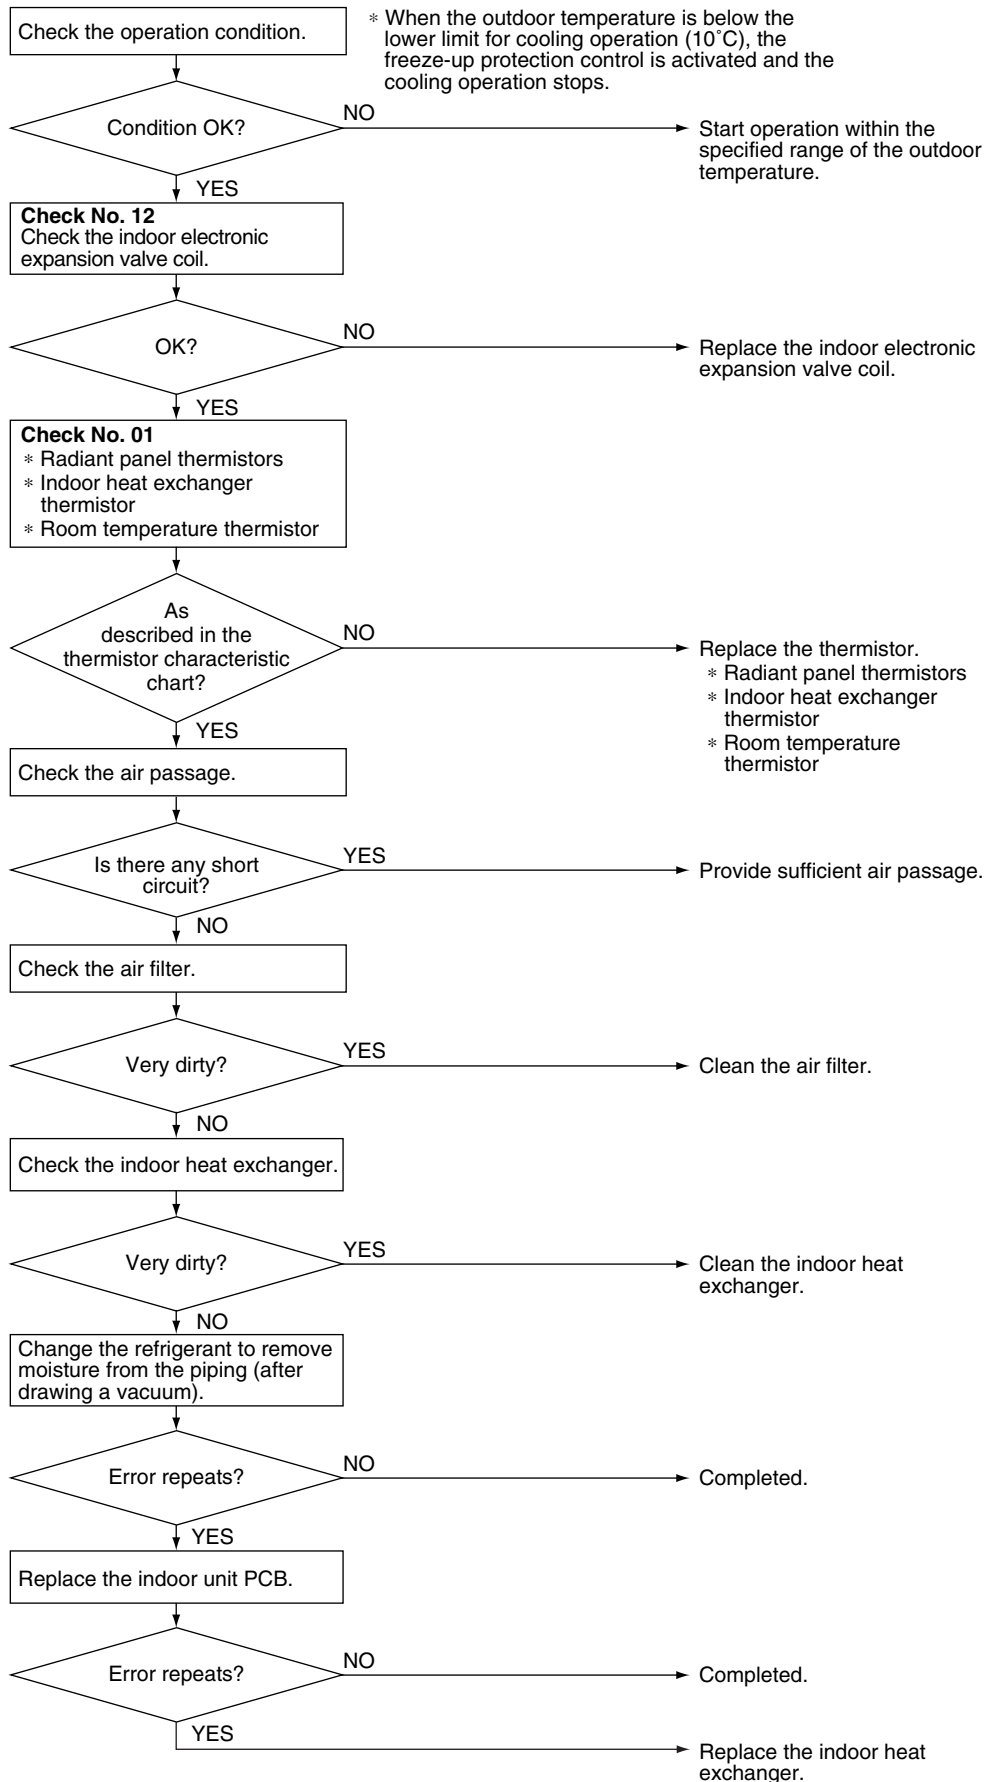 Check the operation condition.
∗ When the outdoor temperature is below the
lower limit for cooling operation (10˚C), the
freeze-up protection control is activated and the
cooling operation stops.
Condition OK?
NO
Start operation within the
specified range of the outdoor
temperature.
YES
Check No. 12
Check the indoor electronic
expansion valve coil.
OK?
NO
Replace the indoor electronic
expansion valve coil.
YES
Check No. 01
∗ Radiant panel thermistors
∗ Indoor heat exchanger
thermistor
∗ Room temperature thermistor
As
described in the
thermistor characteristic
chart?
NO
Replace the thermistor.
∗ Radiant panel thermistors
∗ Indoor heat exchanger
thermistor
∗ Room temperature
thermistor
YES
Check the air passage.
Is there any short
circuit?
YES
Provide sufficient air passage.
NO
Check the air filter.
Very dirty?
YES
Clean the air filter.
NO
Check the indoor heat exchanger.
Very dirty?
YES
Clean the indoor heat
exchanger.
NO
Change the refrigerant to remove
moisture from the piping (after
drawing a vacuum).
Error repeats?
NO
Completed.
YES
Replace the indoor unit PCB.
Error repeats?
NO
Completed.
YES
Replace the indoor heat
exchanger.